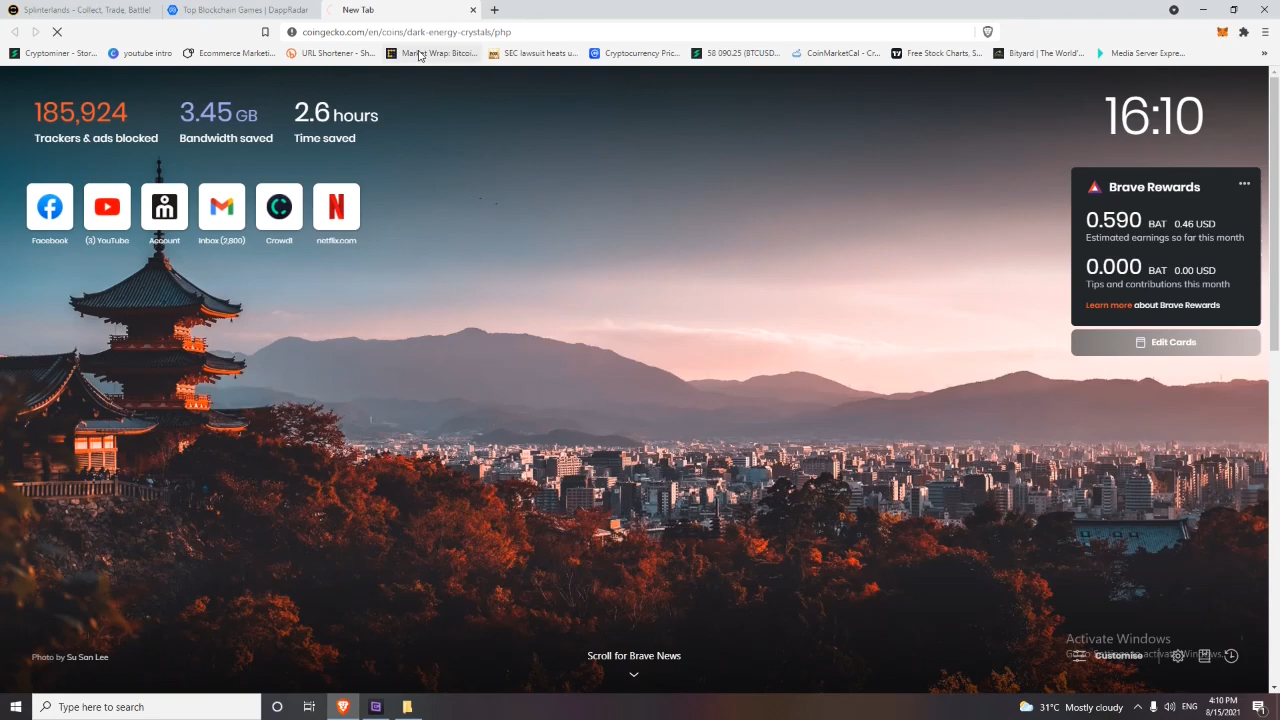 Splinterlands - Collect, Trade, Battle!
Top Blockchain Games | DappRadar
New Tab
coingecko.com/en/coins/dark-energy-crystals/php
Cryptominer - Stor...
youtube intro
Ecommerce Marketi...
URL Shortener - Sh...
Market Wrap: Bitcoi...
SEC lawsuit heats u...
Cryptocurrency Pric...
58 090.25 (BTCUSD...
CoinMarketCal - Cr...
Free Stock Charts, S...
Bityacl | The World'...
Media Server Expre...
185,924
Trackers & ads blocked
3.45 GB
Bandwidth saved
2.6 hours
Time saved
16:10
Facebook
(3) YouTube
Account
Inbox (2,800)
Crowd1
netflix.com
Brave Rewards
0.590 BAT 0.46 USD
Estimated earnings so far this month
0.000 BAT 0.00 USD
Tips and contributions this month
Learn more about Brave Rewards
Edit Cards
Photo by Su San Lee
Scroll for Brave News
Activate Windows
Customise
Type here to search
31°C Mostly cloudy
ENG
4:10 PM
8/15/2021